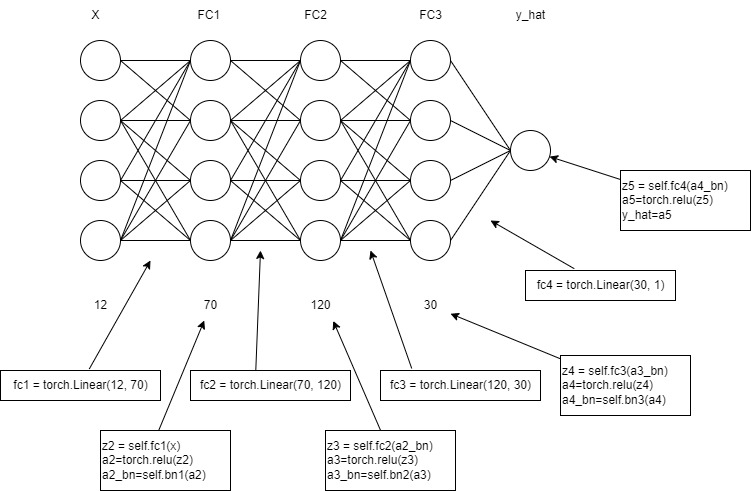 X
FC1
FC2
FC3
y_hat
z5 = self.fc4(a4_bn)
a5=torch.relu(z5)
y_hat=a5
fc4 = torch.Linear(30, 1)
12
70
120
30
fc1 = torch.Linear(12, 70)
fc2 = torch.Linear(70, 120)
fc3 = torch.Linear(120, 30)
z4 = self.fc3(a3_bn)
a4=torch.relu(z4)
a4_bn=self.bn3(a4)
z2 = self.fc1(x)
a2=torch.relu(z2)
a2_bn=self.bn1(a2)
z3 = self.fc2(a2_bn)
a3=torch.relu(z3)
a3_bn=self.bn2(a3)